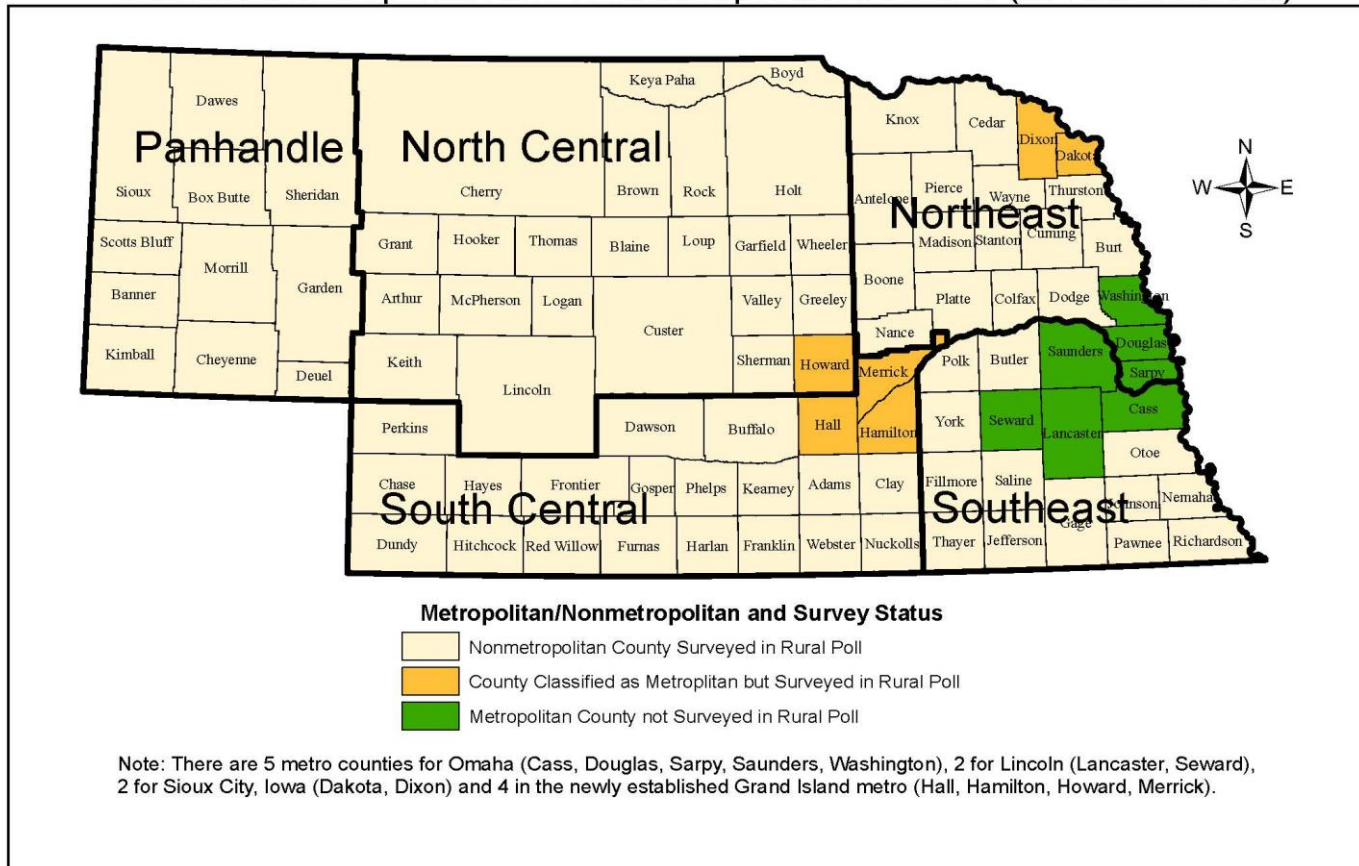 Dawes
Keya Paha
Boyd
Knox
Cedar
Dixon
Dakota
Panhandle
North Central
Sioux
Box Butte
Sheridan
Cherry
Brown
Rock
Holt
Antelope
Pierce
Wayne
Thurston
Northeast
N
W
E
S
Scotts Bluff
Morrill
Garden
Grant
Hooker
Thomas
Blaine
Loup
Garfield
Wheeler
Madison
Stanton
Cuming
Burt
Banner
Arthur
McPherson
Logan
Custer
Valley
Greeley
Boone
Platte
Colfax
Dodge
Washington
Nance
Kimball
Cheyenne
Deuel
Keith
Lincoln
Sherman
Howard
Merrick
Polk
Butler
Saunders
Douglas
Sarpy
Perkins
Dawson
Buffalo
Hall
Hamilton
York
Seward
Lancaster
Cass
Otoe
Chase
Hayes
Frontier
Gosper
Phelps
Kearney
Adams
Clay
Fillmore
Saline
Johnson
Nemaha
South Central
Southeast
Gage
Dundy
Hitchcock
Red Willow
Furnas
Harlan
Franklin
Webster
Nuckolls
Thayer
Jefferson
Pawnee
Richardson
Metropolitan/Nonmetropolitan and Survey Status
Nonmetropolitan County Surveyed in Rural Poll
County Classified as Metroplitan but Surveyed in Rural Poll
Metropolitan County not Surveyed in Rural Poll
Note: There are 5 metro counties for Omaha (Cass, Douglas, Sarpy, Saunders, Washington), 2 for Lincoln (Lancaster, Seward),
2 for Sioux City, Iowa (Dakota, Dixon) and 4 in the newly established Grand Island metro (Hall, Hamilton, Howard, Merrick).